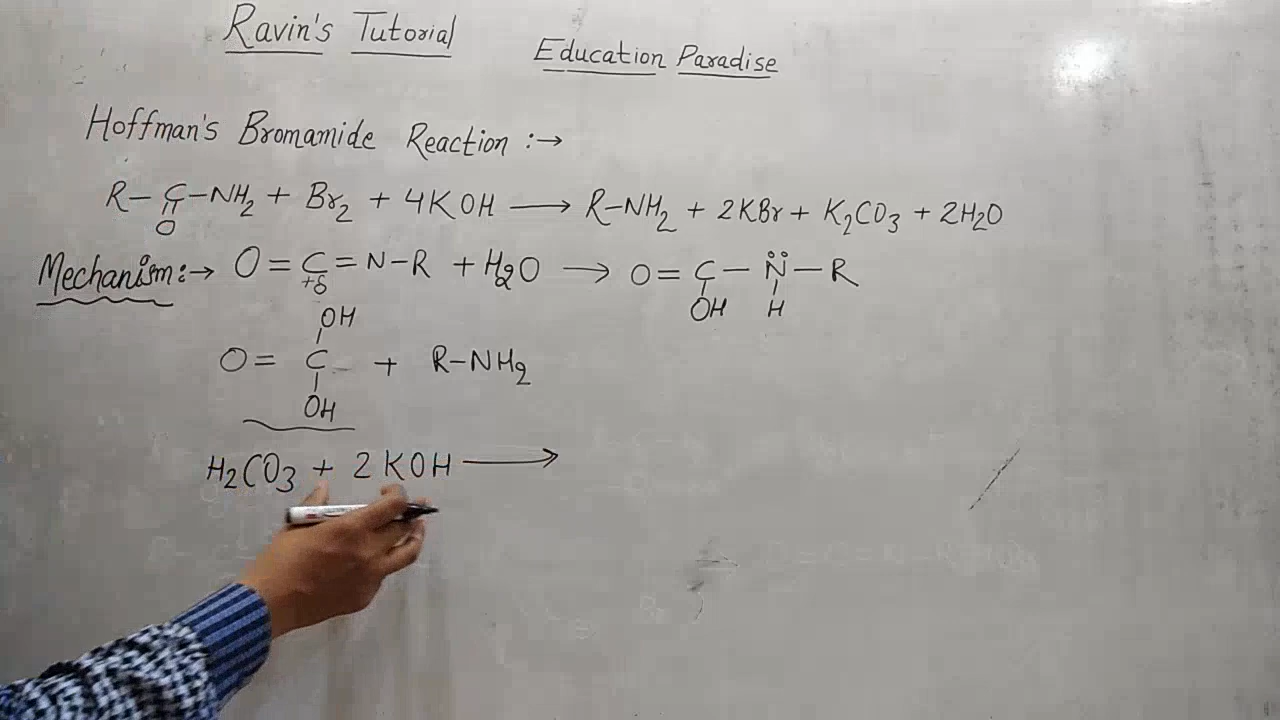 Ravin's Tutorial
Education Paradise
Hoffman's Bromamide Reaction :→
R–C–NH₂ + Br₂ + 4KOH ⟶ R–NH₂ + 2KBr + K₂CO₃ + 2H₂O
O
Mechanism:→ O=C=N–R + H₂O ⟶ O=C–N̈–R
+δ OH H
OH
O=C + R–NH₂
OH
H₂CO₃ + 2KOH ⟶